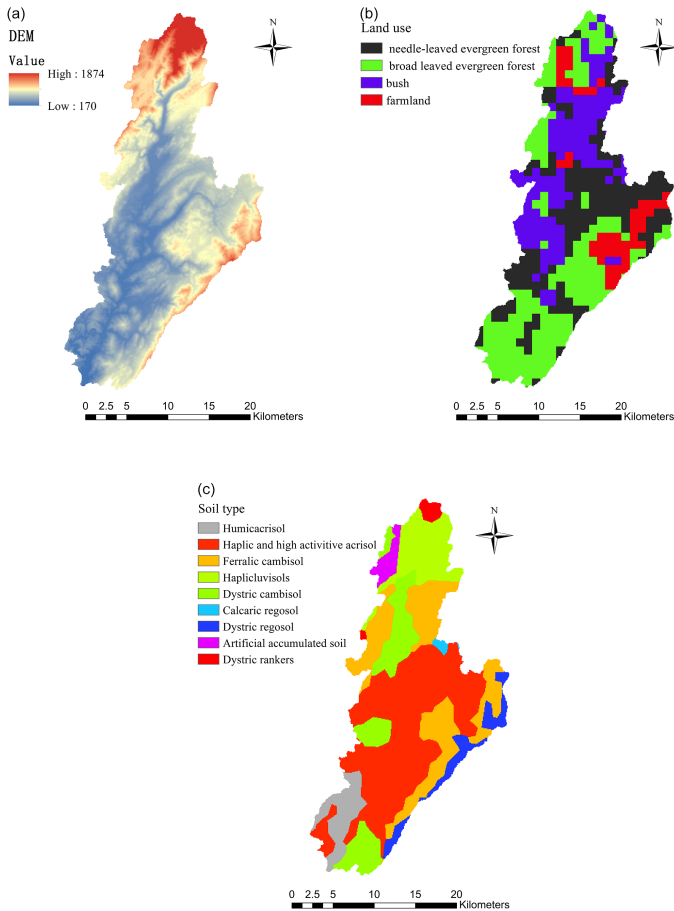 (a)
DEM
Value
High : 1874
Low : 170
N
0 2.5 5 10 15 20
Kilometers
(b)
Land use
needle-leaved evergreen forest
broad leaved evergreen forest
bush
farmland
N
0 2.5 5 10 15 20
Kilometers
(c)
Soil type
Humicacrisol
Haplic and high activitive acrisol
Ferralic cambisol
Haplicluvisols
Dystric cambisol
Calcaric regosol
Dystric regosol
Artificial accumulated soil
Dystric rankers
N
0 2.5 5 10 15 20
Kilometers